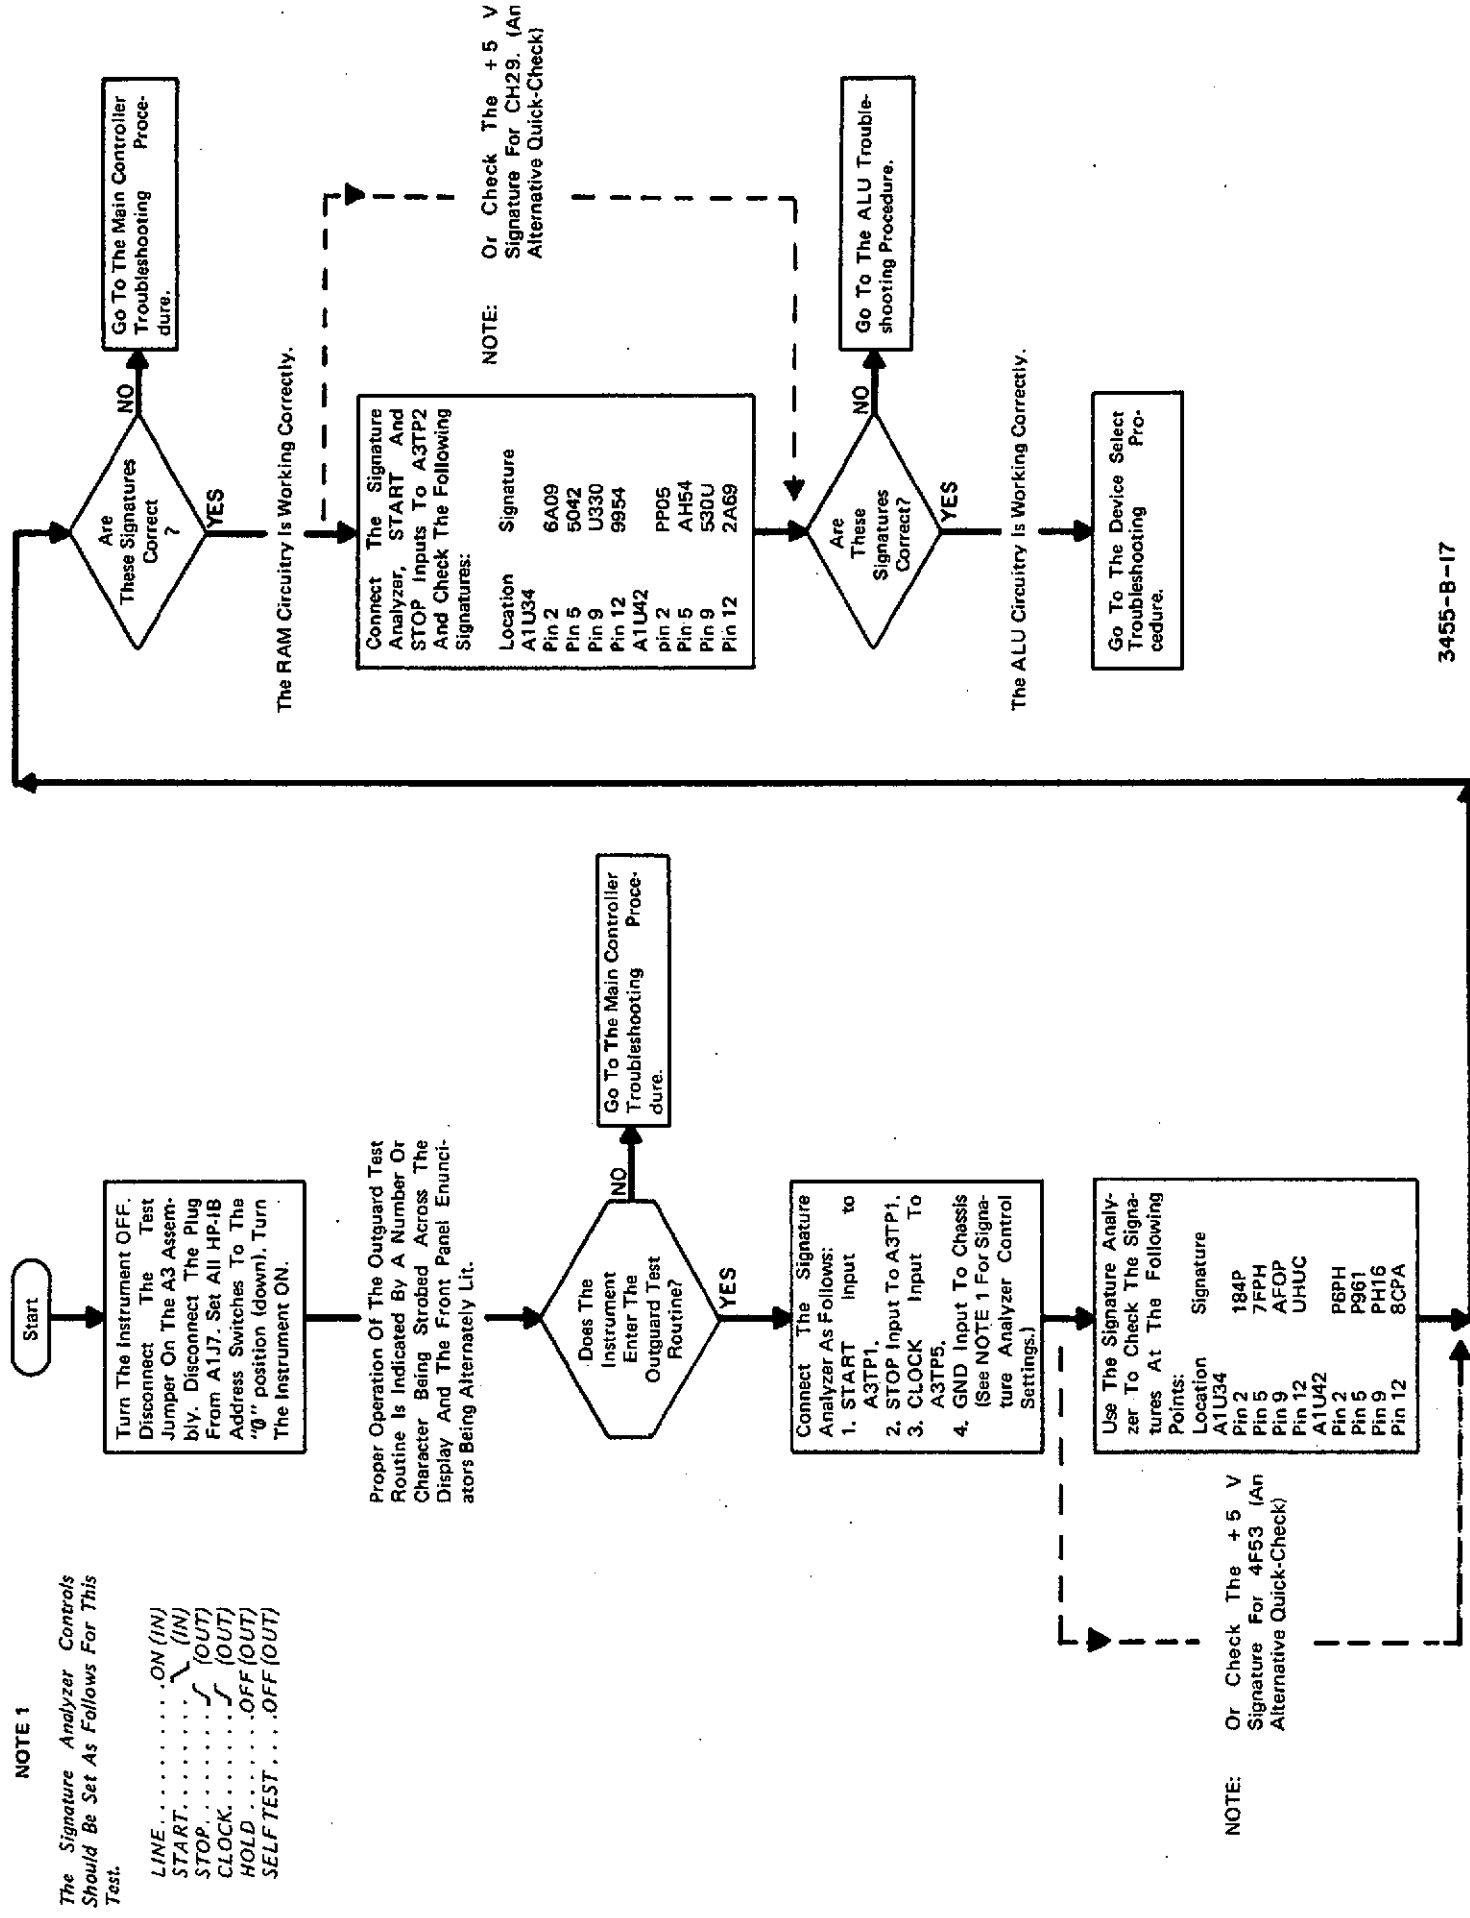 NOTE 1
The Signature Analyzer Controls
Should Be Set As Follows For This
Test.
LINE.........ON (IN)
START........ (IN)
STOP........ (OUT)
CLOCK....... (OUT)
HOLD.......OFF (OUT)
SELF TEST....OFF (OUT)
Start
Turn The Instrument OFF.
Disconnect The Test
Jumper On The A3 Assem-
bly. Disconnect The Plug
From A1J7. Set All HP-IB
Address Switches To The
"0" position (down). Turn
The Instrument ON.
Proper Operation Of The Outguard Test
Routine Is Indicated By A Number Or
Character Being Strobed Across The
Display And The Front Panel Enunci-
ators Being Alternately Lit.
Does The
Instrument
Enter The
Outguard Test
Routine?
NO
Go To The Main Controller
Troubleshooting Proce-
dure.
YES
Connect The Signature
Analyzer As Follows:
1. START Input to
A3TP1.
2. STOP Input To A3TP1.
3. CLOCK Input To
A3TP5.
4. GND Input To Chassis
(See NOTE 1 For Signa-
ture Analyzer Control
Settings.)
Use The Signature Analy-
zer To Check The Signa-
tures At The Following
Points:
Location Signature
A1U34
Pin 2 184P
Pin 5 7FPH
Pin 9 AFOP
Pin 12 UHUC
A1U42
Pin 2 P6PH
Pin 5 P961
Pin 9 PH16
Pin 12 8CPA
NOTE: Or Check The +5 V
Signature For 4F53 (An
Alternative Quick-Check)
Are
These Signatures
Correct
?
NO
Go To The Main Controller
Troubleshooting Proce-
dure.
YES
The RAM Circuitry Is Working Correctly.
Connect The Signature
Analyzer, START And
STOP Inputs To A3TP2
And Check The Following
Signatures:
Location Signature
A1U34
Pin 2 6A09
Pin 5 5042
Pin 9 U330
Pin 12 9954
A1U42
pin 2 PP05
Pin 5 AH54
Pin 9 530U
Pin 12 2A69
NOTE: Or Check The +5 V
Signature For CH29. (An
Alternative Quick-Check)
Are
These
Signatures
Correct?
NO
Go To The ALU Trouble-
shooting Procedure.
YES
The ALU Circuitry Is Working Correctly.
Go To The Device Select
Troubleshooting Pro-
cedure.
3455-B-17